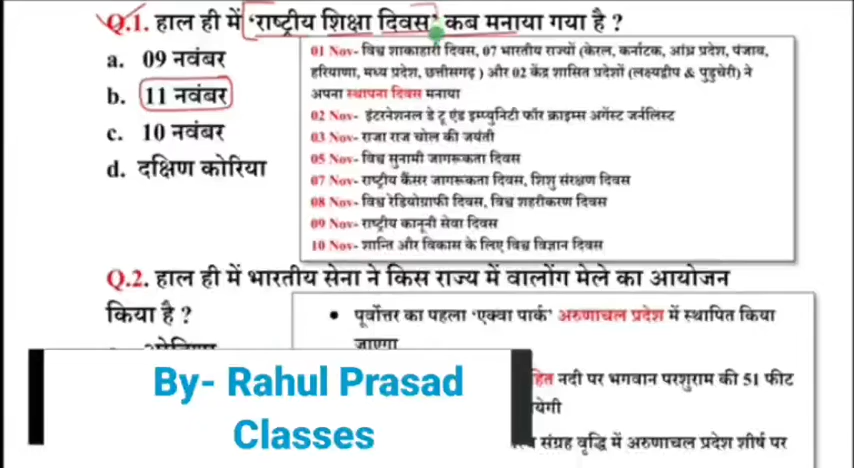 Q.1. हाल ही में ‘राष्ट्रीय शिक्षा दिवस’ कब मनाया गया है ?
a. 09 नवंबर
b. 11 नवंबर
c. 10 नवंबर
d. दक्षिण कोरिया
01 Nov- विश्व शाकाहारी दिवस, 07 भारतीय राज्यों (केरल, कर्नाटक, आंध्र प्रदेश, पंजाब,
हरियाणा, मध्य प्रदेश, छत्तीसगढ़ ) और 02 केंद्र शासित प्रदेशों (लक्षद्वीप & पुडुचेरी) ने
अपना स्थापना दिवस मनाया
02 Nov- इंटरनेशनल डे टू एंड इम्प्युनिटी फॉर क्राइम्स अगेंस्ट जर्नलिस्ट
03 Nov- राजा राज चोल की जयंती
05 Nov- विश्व सुनामी जागरूकता दिवस
07 Nov- राष्ट्रीय कैंसर जागरूकता दिवस, शिशु संरक्षण दिवस
08 Nov- विश्व रेडियोग्राफी दिवस, विश्व शहरीकरण दिवस
09 Nov- राष्ट्रीय कानूनी सेवा दिवस
10 Nov- शान्ति और विकास के लिए विश्व विज्ञान दिवस
Q.2. हाल ही में भारतीय सेना ने किस राज्य में वालोंग मेले का आयोजन
किया है ?
• पूर्वोत्तर का पहला ‘एक्वा पार्क’ अरुणाचल प्रदेश में स्थापित किया
जाएगा
नदी पर भगवान परशुराम की 51 फीट
संग्रह वृद्धि में अरुणाचल प्रदेश शीर्ष पर
By- Rahul Prasad
Classes